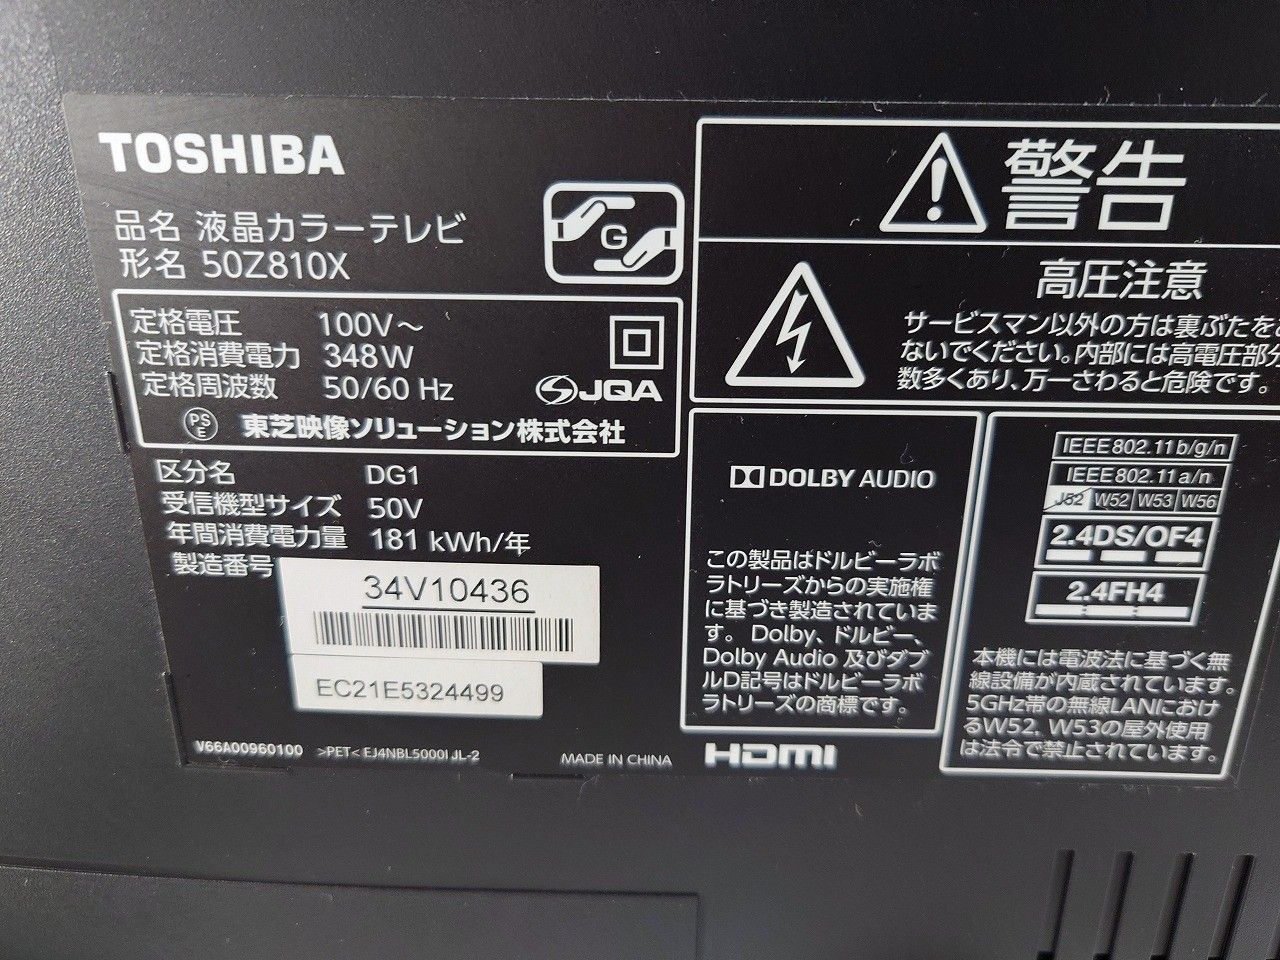 TOSHIBA
品名 液晶カラーテレビ
形名 50Z810X
G
定格電圧 100V～
定格消費電力 348W
定格周波数 50/60 Hz
JQA
PS
E
東芝映像ソリューション株式会社
区分名 DG1
受信機型サイズ 50V
年間消費電力量 181 kWh/年
製造番号
34V10436
EC21E5324499
V66A00960100 >PET< EJ4NBL5000I JL-2
MADE IN CHINA
警告
高圧注意
サービスマン以外の方は裏ぶたを
ないでください。内部には高電圧部分
数多くあり、万一さわると危険です。
DOLBY AUDIO
この製品はドルビーラボ
ラトリーズからの実施権
に基づき製造されていま
す。Dolby、ドルビー、
Dolby Audio 及びダブ
ルD記号はドルビーラボ
ラトリーズの商標です。
HDMI
IEEE802.11b/g/n
IEEE802.11a/n
J52 W52 W53 W56
2.4DS/OF4
2.4FH4
本機には電波法に基づく無
線設備が内蔵されています。
5GHz帯の無線LANにおけ
るW52、W53の屋外使用
は法令で禁止されています。